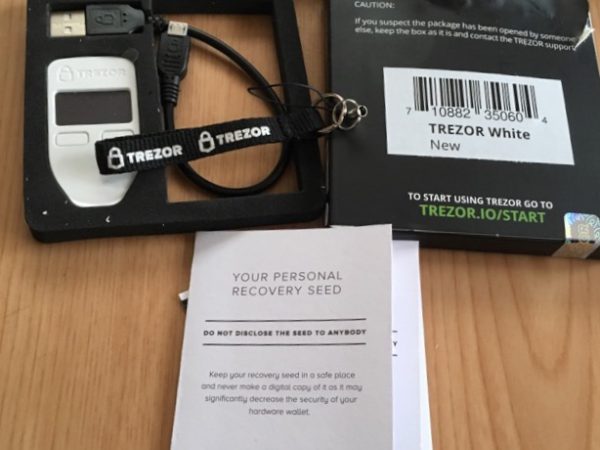 CAUTION:
If you suspect the package has been opened by someone
else, keep the box as it is and contact the TREZOR support
TREZOR
7 10882 35060 4
TREZOR White
New
TREZOR TREZOR
TO START USING TREZOR GO TO
TREZOR.IO/START
YOUR PERSONAL
RECOVERY SEED
DO NOT DISCLOSE THE SEED TO ANYBODY
Y
Keep your recovery seed in a safe place
and never make a digital copy of it as it may
significantly decrease the security of your
hardware wallet.